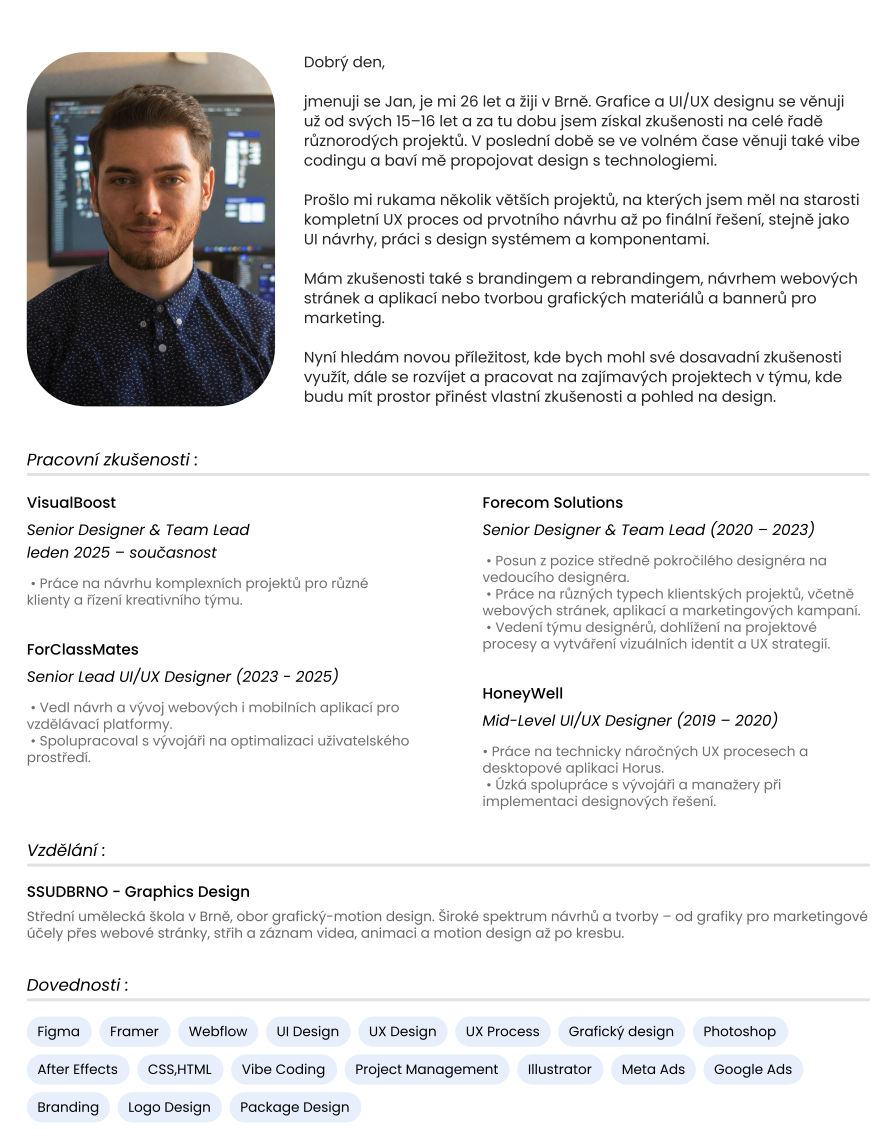 Dobrý den,
jmenuji se Jan, je mi 26 let a žiji v Brně. Grafice a UI/UX designu se věnuji
už od svých 15–16 let a za tu dobu jsem získal zkušenosti na celé řadě
různorodých projektů. V poslední době se ve volném čase věnuji také vibe
codingu a baví mě propojovat design s technologiemi.
Prošlo mi rukama několik větších projektů, na kterých jsem měl na starosti
kompletní UX proces od prvotního návrhu až po finální řešení, stejně jako
UI návrhy, práci s design systémem a komponentami.
Mám zkušenosti také s brandingem a rebrandingem, návrhem webových
stránek a aplikací nebo tvorbou grafických materiálů a bannerů pro
marketing.
Nyní hledám novou příležitost, kde bych mohl své dosavadní zkušenosti
využít, dále se rozvíjet a pracovat na zajímavých projektech v týmu, kde
budu mít prostor přinést vlastní zkušenosti a pohled na design.
Pracovní zkušenosti :
VisualBoost
Senior Designer & Team Lead
leden 2025 – současnost
• Práce na návrhu komplexních projektů pro různé
klienty a řízení kreativního týmu.
ForClassMates
Senior Lead UI/UX Designer (2023 - 2025)
• Vedl návrh a vývoj webových i mobilních aplikací pro
vzdělávací platformy.
• Spolupracoval s vývojáři na optimalizaci uživatelského
prostředí.
Forecom Solutions
Senior Designer & Team Lead (2020 – 2023)
• Posun z pozice středně pokročilého designéra na
vedoucího designéra.
• Práce na různých typech klientských projektů, včetně
webových stránek, aplikací a marketingových kampaní.
• Vedení týmu designérů, dohlížení na projektové
procesy a vytváření vizuálních identit a UX strategií.
HoneyWell
Mid-Level UI/UX Designer (2019 – 2020)
• Práce na technicky náročných UX procesech a
desktopové aplikaci Horus.
• Úzká spolupráce s vývojáři a manažery při
implementaci designových řešení.
Vzdělání :
SSUDBRNO - Graphics Design
Střední umělecká škola v Brně, obor grafický-motion design. Široké spektrum návrhů a tvorby – od grafiky pro marketingové
účely přes webové stránky, střih a záznam videa, animaci a motion design až po kresbu.
Dovednosti :
Figma Framer Webflow UI Design UX Design UX Process Grafický design Photoshop
After Effects CSS,HTML Vibe Coding Project Management Illustrator Meta Ads Google Ads
Branding Logo Design Package Design